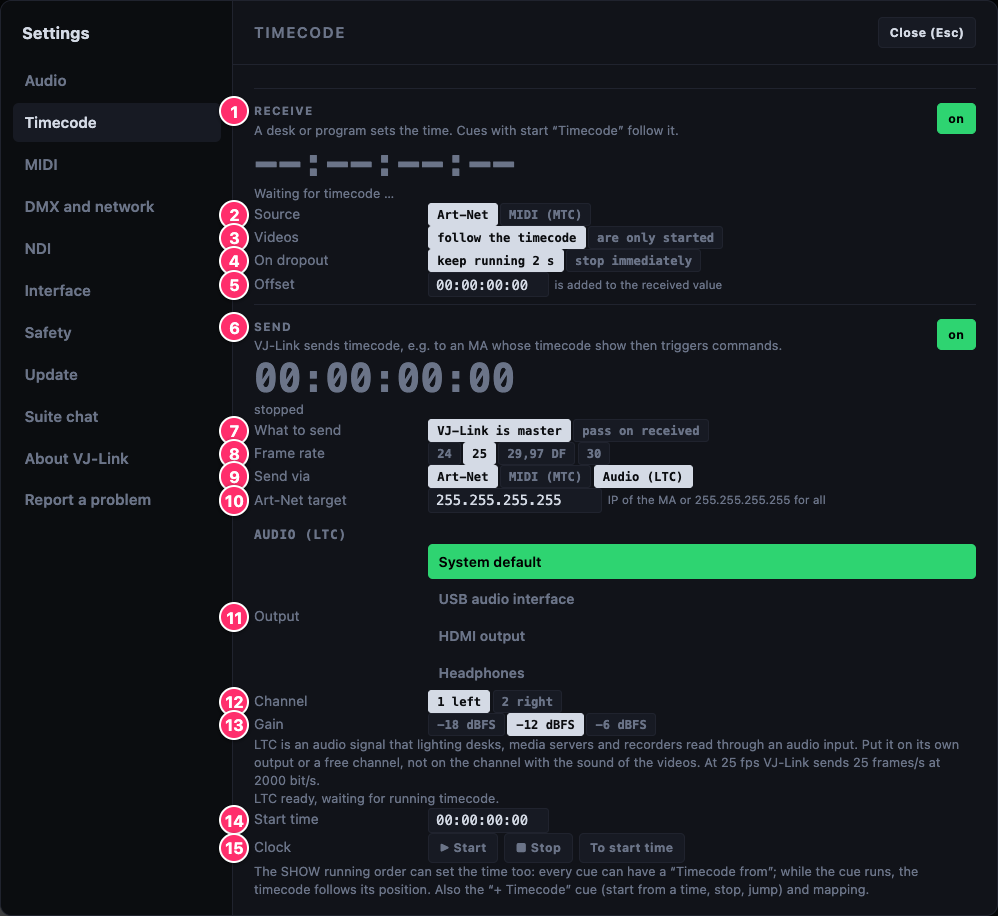 Settings
Audio
Timecode
MIDI
DMX and network
NDI
Interface
Safety
Update
Suite chat
About VJ-Link
Report a problem
TIMECODE
Close (Esc)
1 RECEIVE on
A desk or program sets the time. Cues with start “Timecode” follow it.
--:--:--:--
Waiting for timecode …
2 Source Art-Net MIDI (MTC)
3 Videos follow the timecode are only started
4 On dropout keep running 2 s stop immediately
5 Offset 00:00:00:00 is added to the received value
6 SEND on
VJ-Link sends timecode, e.g. to an MA whose timecode show then triggers commands.
00:00:00:00
stopped
7 What to send VJ-Link is master pass on received
8 Frame rate 24 25 29,97 DF 30
9 Send via Art-Net MIDI (MTC) Audio (LTC)
10 Art-Net target 255.255.255.255 IP of the MA or 255.255.255.255 for all
AUDIO (LTC)
System default
USB audio interface
11 Output
HDMI output
Headphones
12 Channel 1 left 2 right
13 Gain -18 dBFS -12 dBFS -6 dBFS
LTC is an audio signal that lighting desks, media servers and recorders read through an audio input. Put it on its own
output or a free channel, not on the channel with the sound of the videos. At 25 fps VJ-Link sends 25 frames/s at
2000 bit/s.
LTC ready, waiting for running timecode.
14 Start time 00:00:00:00
15 Clock ▶ Start ■ Stop To start time
The SHOW running order can set the time too: every cue can have a “Timecode from”; while the cue runs, the
timecode follows its position. Also the “+ Timecode” cue (start from a time, stop, jump) and mapping.